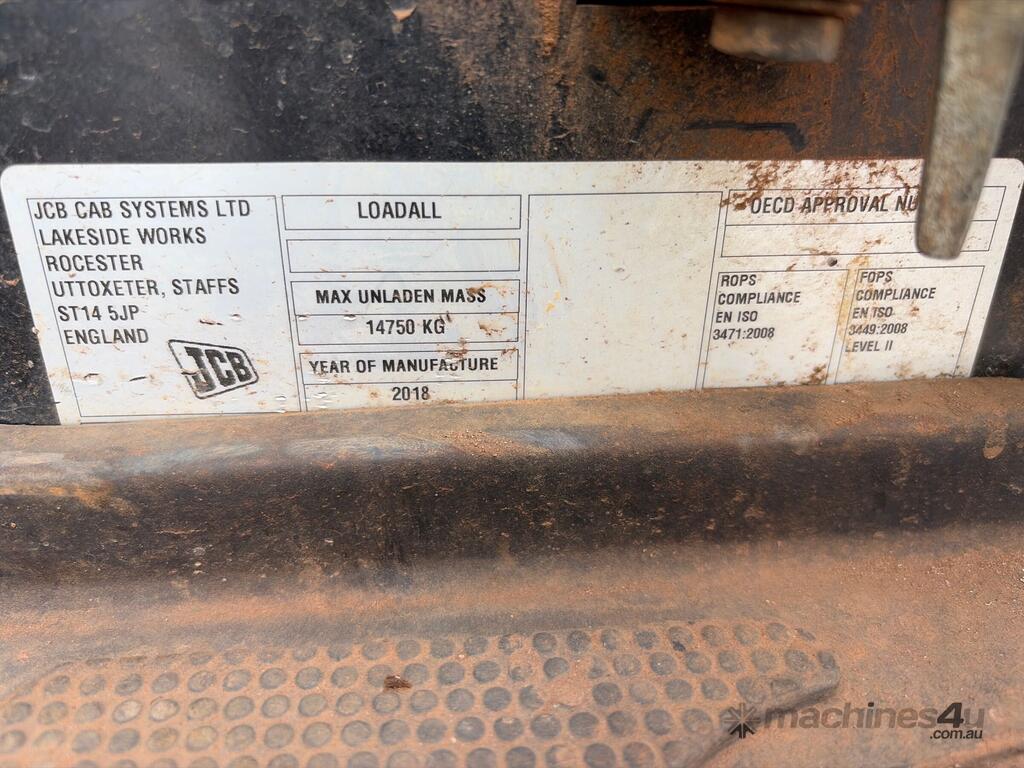 JCB CAB SYSTEMS LTD
LAKESIDE WORKS
ROCESTER
UTTOXETER, STAFFS
ST14 5JP
ENGLAND
JCB
LOADALL
MAX UNLADEN MASS
14750 KG
YEAR OF MANUFACTURE
2018
OECD APPROVAL
ROPS
COMPLIANCE
EN ISO
3471:2008
FOPS
COMPLIANCE
EN ISO
3449:2008
LEVEL II
machines4u
.com.au